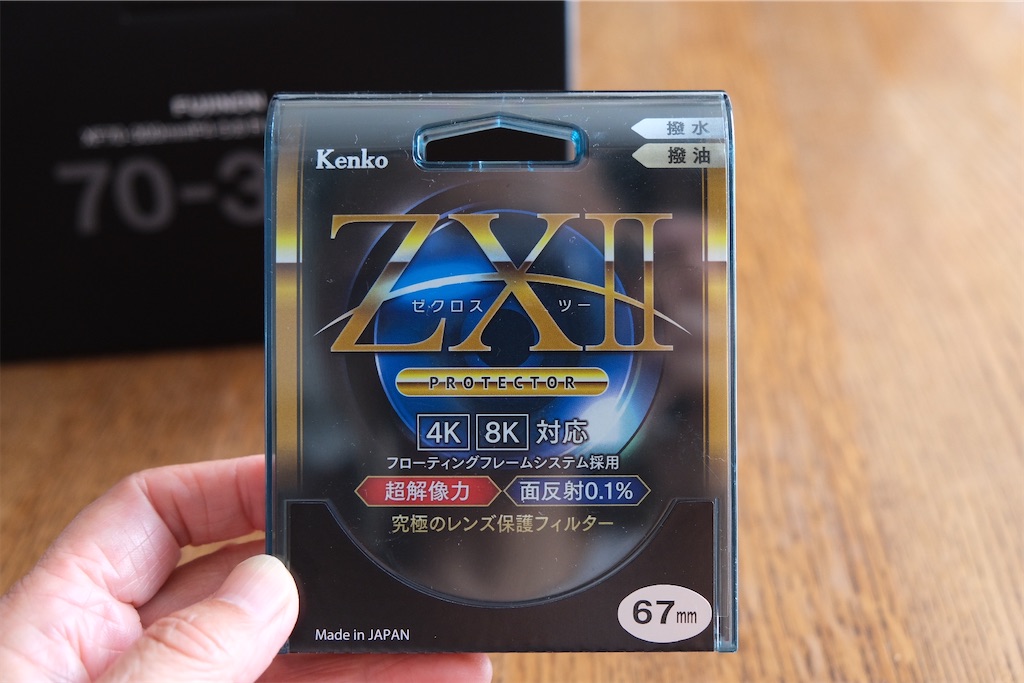 FUJINON
70-3
Kenko
撥水
撥油
ZXII
ゼクロス ツー
PROTECTOR
4K 8K 対応
フローティングフレームシステム採用
超解像力 面反射0.1%
究極のレンズ保護フィルター
67mm
Made in JAPAN